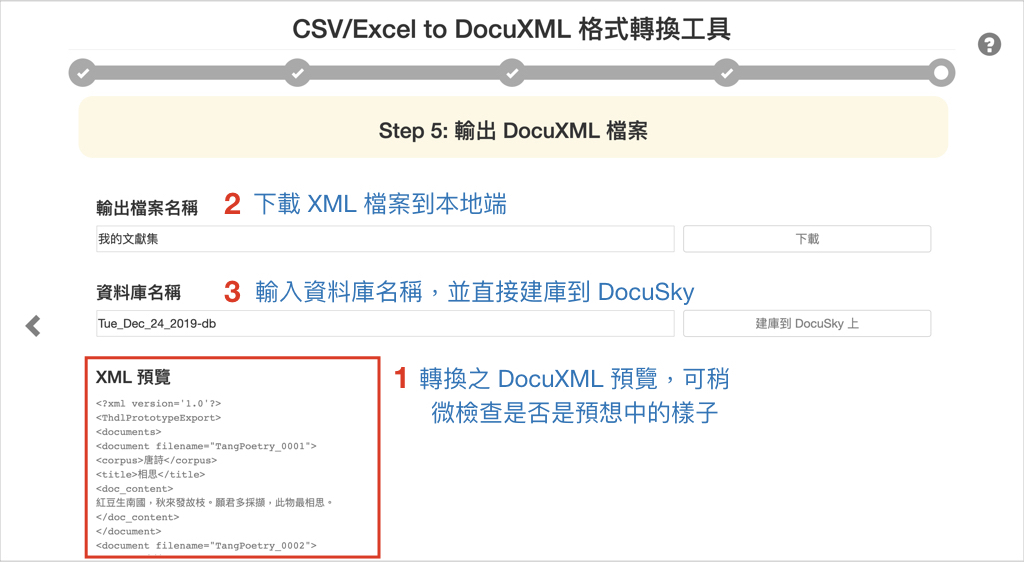 CSV/Excel to DocuXML 格式轉換工具
?
Step 5: 輸出 DocuXML 檔案
輸出檔案名稱
2 下載 XML 檔案到本地端
我的文獻集
下載
資料庫名稱
3 輸入資料庫名稱，並直接建庫到 DocuSky
Tue_Dec_24_2019-db
建庫到 DocuSky 上
XML 預覽
<?xml version='1.0'?>
<ThdlPrototypeExport>
<documents>
<document filename="TangPoetry_0001">
<corpus>唐詩</corpus>
<title>相思</title>
<doc_content>
紅豆生南國，秋來發故枝。願君多採擷，此物最相思。
</doc_content>
</document>
<document filename="TangPoetry_0002">
1 轉換之 DocuXML 預覽，可稍
微檢查是否是預想中的樣子